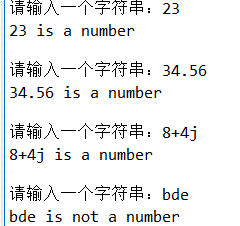 请输入一个字符串：23
23 is a number
请输入一个字符串：34.56
34.56 is a number
请输入一个字符串：8+4j
8+4j is a number
请输入一个字符串：bde
bde is not a number